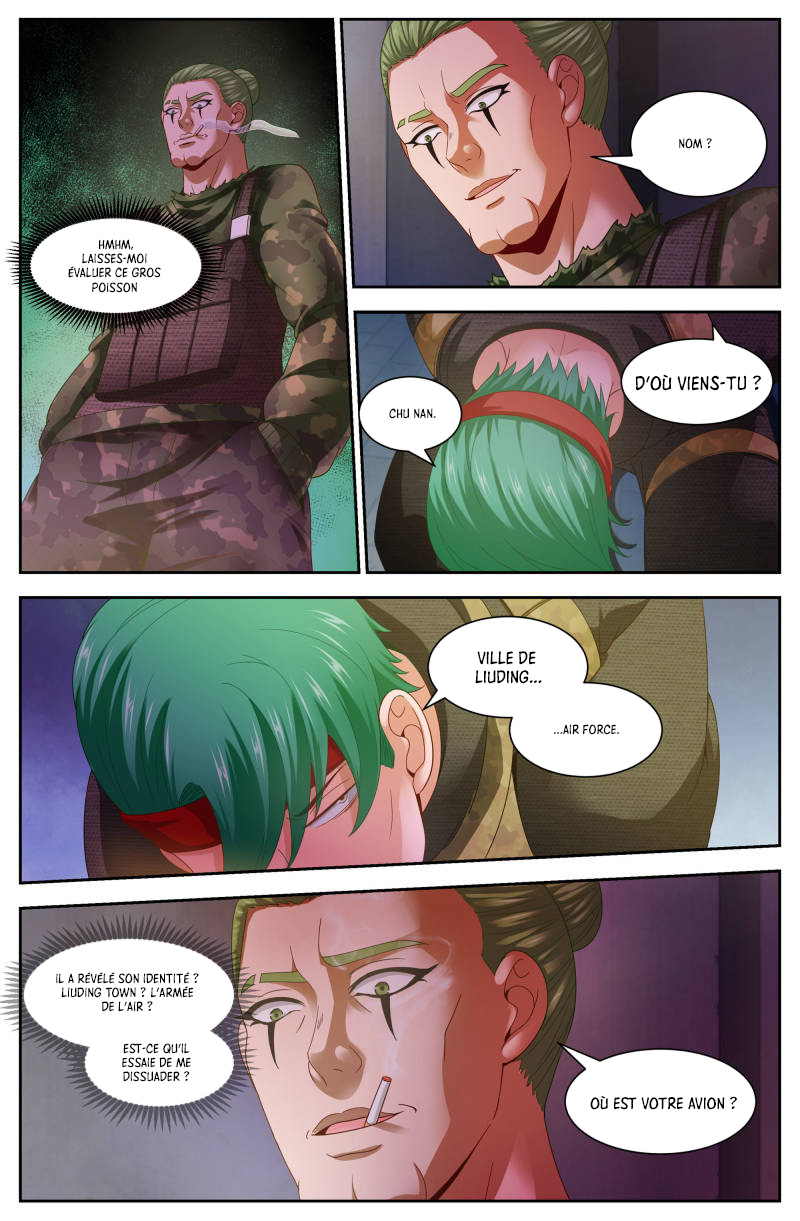 HMHM,
LAISSES-MOI
ÉVALUER CE GROS
POISSON
NOM ?
D'OÙ VIENS-TU ?
CHU NAN.
VILLE DE
LIUDING...
...AIR FORCE.
IL A RÉVÉLÉ SON IDENTITÉ ?
LIUDING TOWN ? L'ARMÉE
DE L'AIR ?
EST-CE QU'IL
ESSAIE DE ME
DISSUADER ?
OÙ EST VOTRE AVION ?